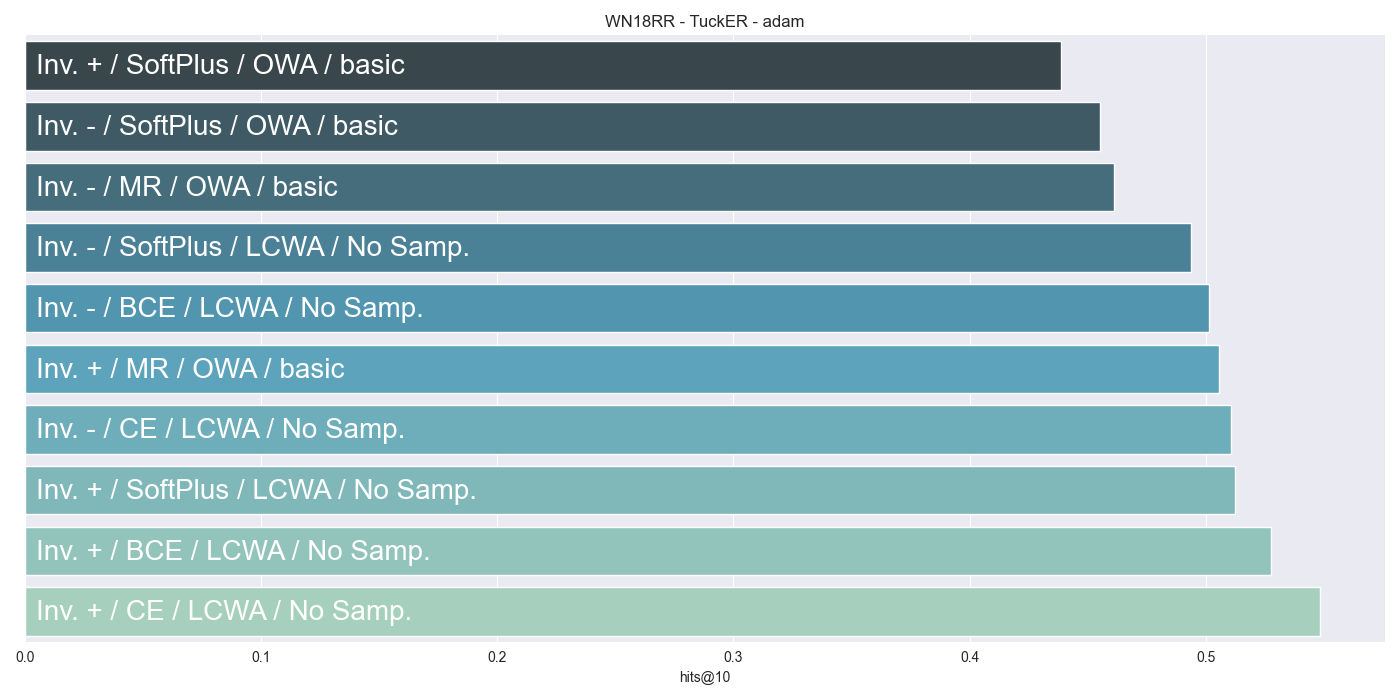 WN18RR - TuckER - adam
Inv. + / SoftPlus / OWA / basic
Inv. - / SoftPlus / OWA / basic
Inv. - / MR / OWA / basic
Inv. - / SoftPlus / LCWA / No Samp.
Inv. - / BCE / LCWA / No Samp.
Inv. + / MR / OWA / basic
Inv. - / CE / LCWA / No Samp.
Inv. + / SoftPlus / LCWA / No Samp.
Inv. + / BCE / LCWA / No Samp.
Inv. + / CE / LCWA / No Samp.
0.0 0.1 0.2 0.3 0.4 0.5
hits@10